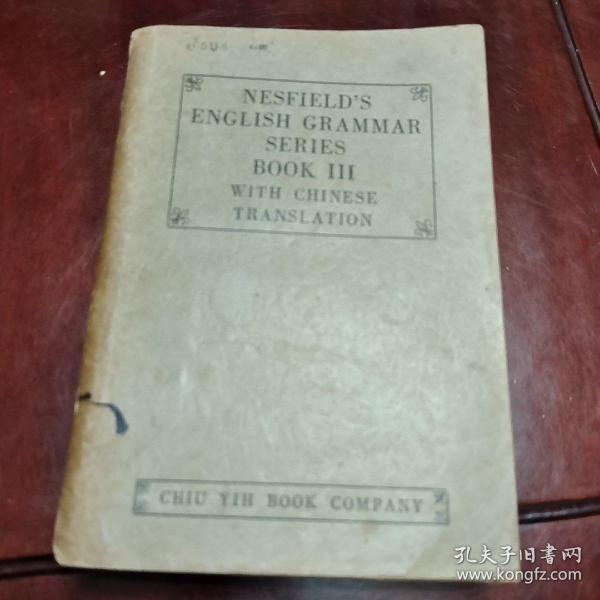 NESFIELD'S
ENGLISH GRAMMAR
SERIES
BOOK III
WITH CHINESE
TRANSLATION
CHIU YIH BOOK COMPANY
孔夫子旧书网
www.kongfz.com